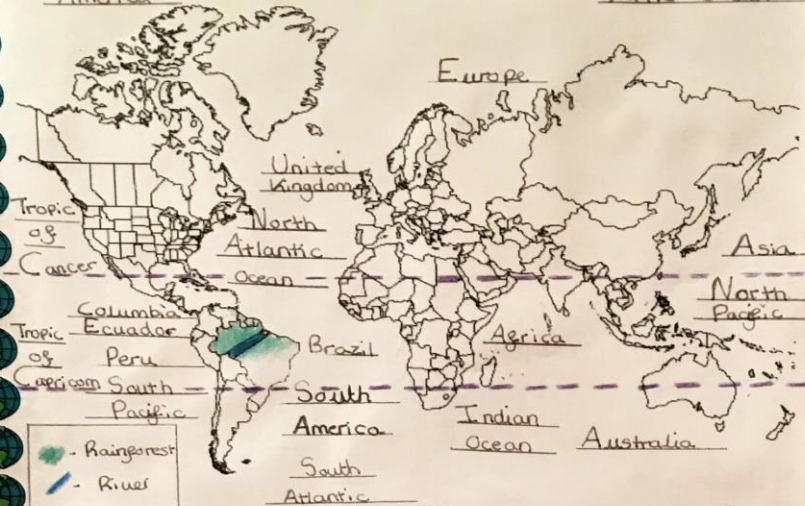 America
Europe
United
Kingdom
North
Atlantic
Ocean
Tropic
of
Cancer
Asia
North
Pacific
Columbia
Ecuador
Peru
Tropic
of
Capricorn
South
Pacific
Brazil
Africa
South
America
Indian
Ocean
Australia
South
Atlantic
- Rainforest
- River